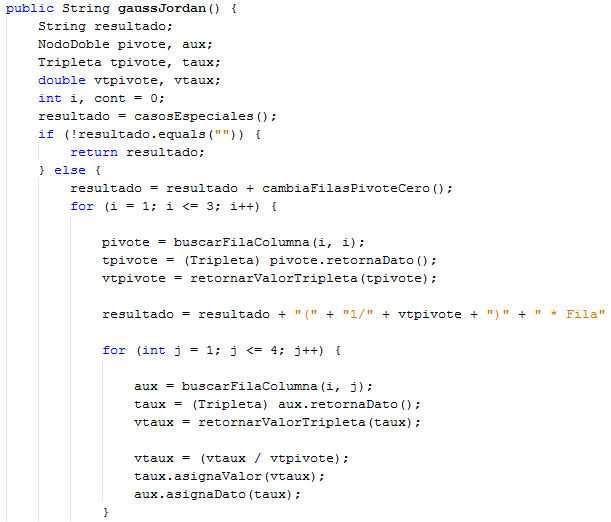 public String gaussJordan() {
String resultado;
NodoDoble pivote, aux;
Tripleta tpivote, taux;
double vtpivote, vtaux;
int i, cont = 0;
resultado = casosEspeciales();
if (!resultado.equals("")) {
return resultado;
} else {
resultado = resultado + cambiaFilasPivoteCero();
for (i = 1; i <= 3; i++) {
pivote = buscarFilaColumna(i, i);
tpivote = (Tripleta) pivote.retornaDato();
vtpivote = retornarValorTripleta(tpivote);
resultado = resultado + "(" + "1/" + vtpivote + ")" + " * Fila"
for (int j = 1; j <= 4; j++) {
aux = buscarFilaColumna(i, j);
taux = (Tripleta) aux.retornaDato();
vtaux = retornarValorTripleta(taux);
vtaux = (vtaux / vtpivote);
taux.asignaValor(vtaux);
aux.asignaDato(taux);
}